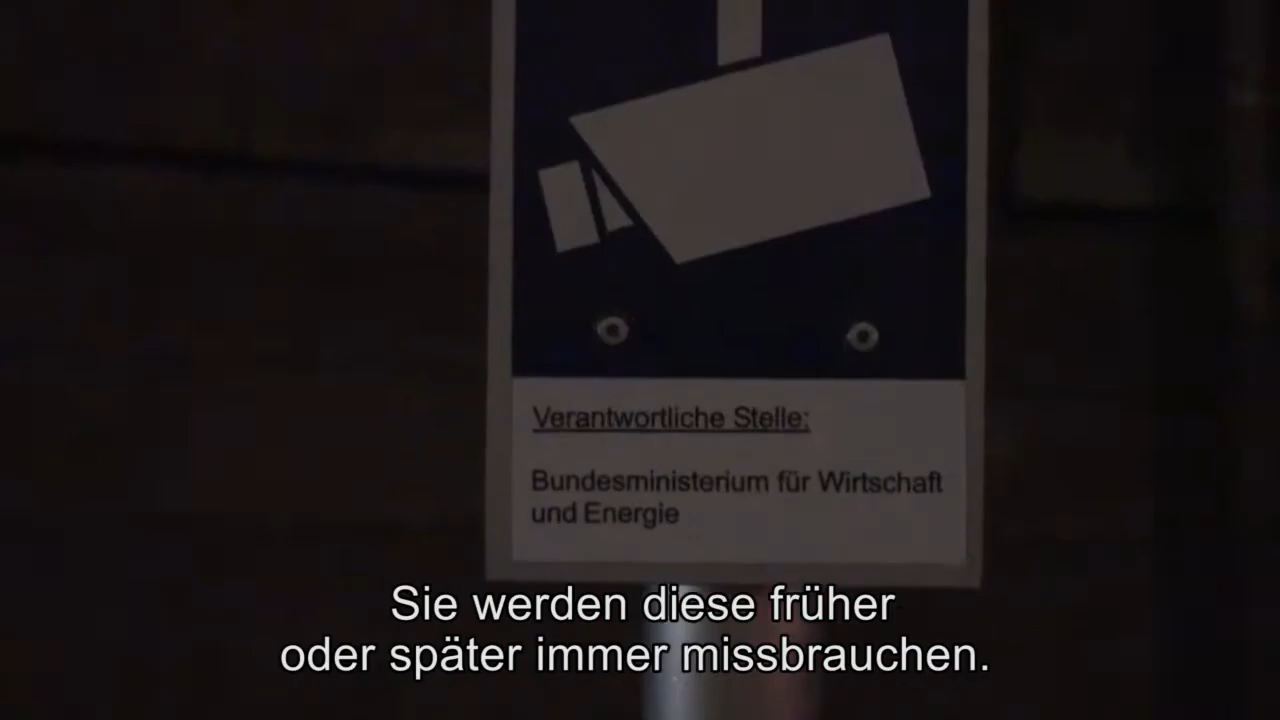 Verantwortliche Stelle:
Bundesministerium für Wirtschaft
und Energie
Sie werden diese früher
oder später immer missbrauchen.